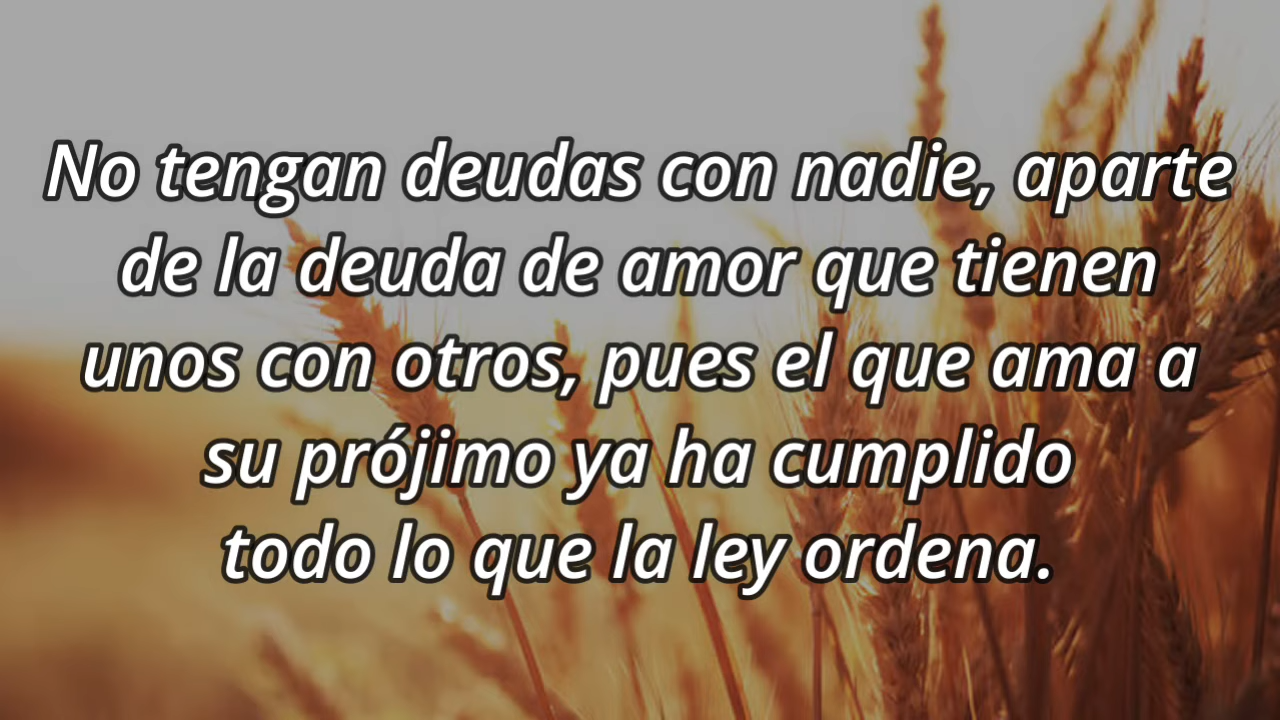 No tengan deudas con nadie, aparte
de la deuda de amor que tienen
unos con otros, pues el que ama a
su prójimo ya ha cumplido
todo lo que la ley ordena.